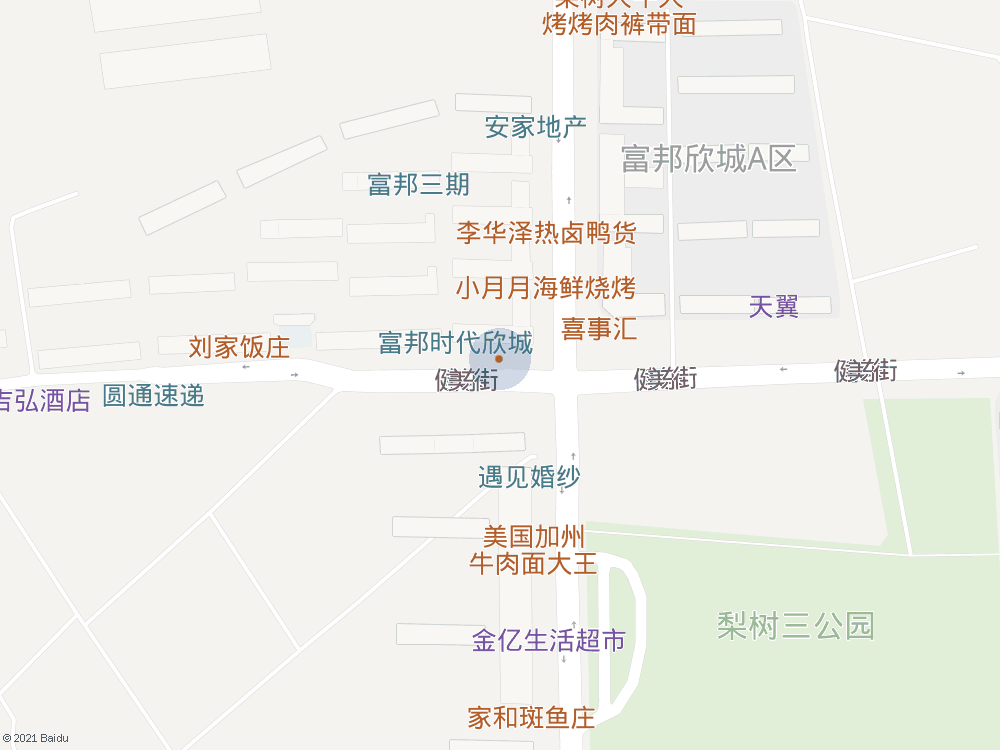 烤烤肉裤带面
安家地产
富邦欣城A区
富邦三期
李华泽热卤鸭货
小月月海鲜烧烤
天翼
喜事汇
富邦时代欣城
刘家饭庄
吉弘酒店
圆通速递
遇见婚纱
美国加州
牛肉面大王
梨树三公园
金亿生活超市
家和斑鱼庄
© 2021 Baidu